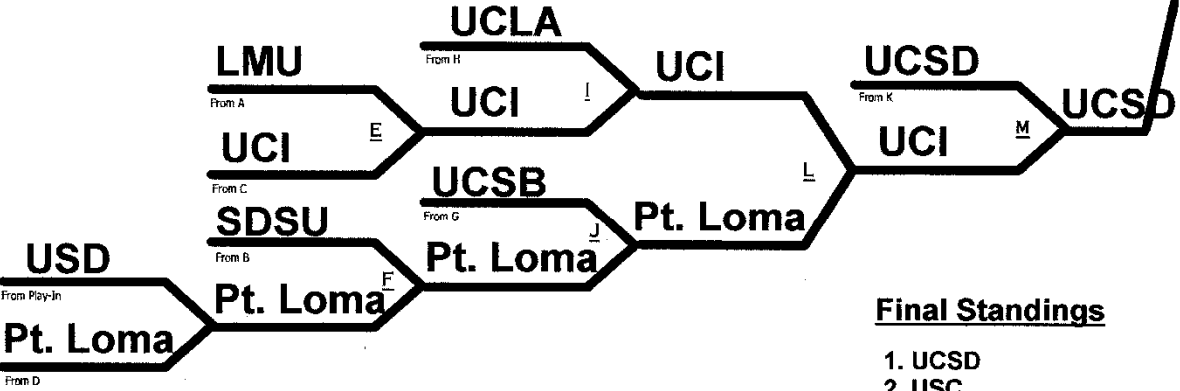 UCLA
From H
LMU
From A
UCI
I
UCI
UCSD
From K
UCSD
E
M
UCI
From C
UCI
L
UCSB
From G
SDSU
From B
J
Pt. Loma
USD
From Play-In
Pt. Loma
F
Pt. Loma
Pt. Loma
From D
Final Standings
1. UCSD
2. USC